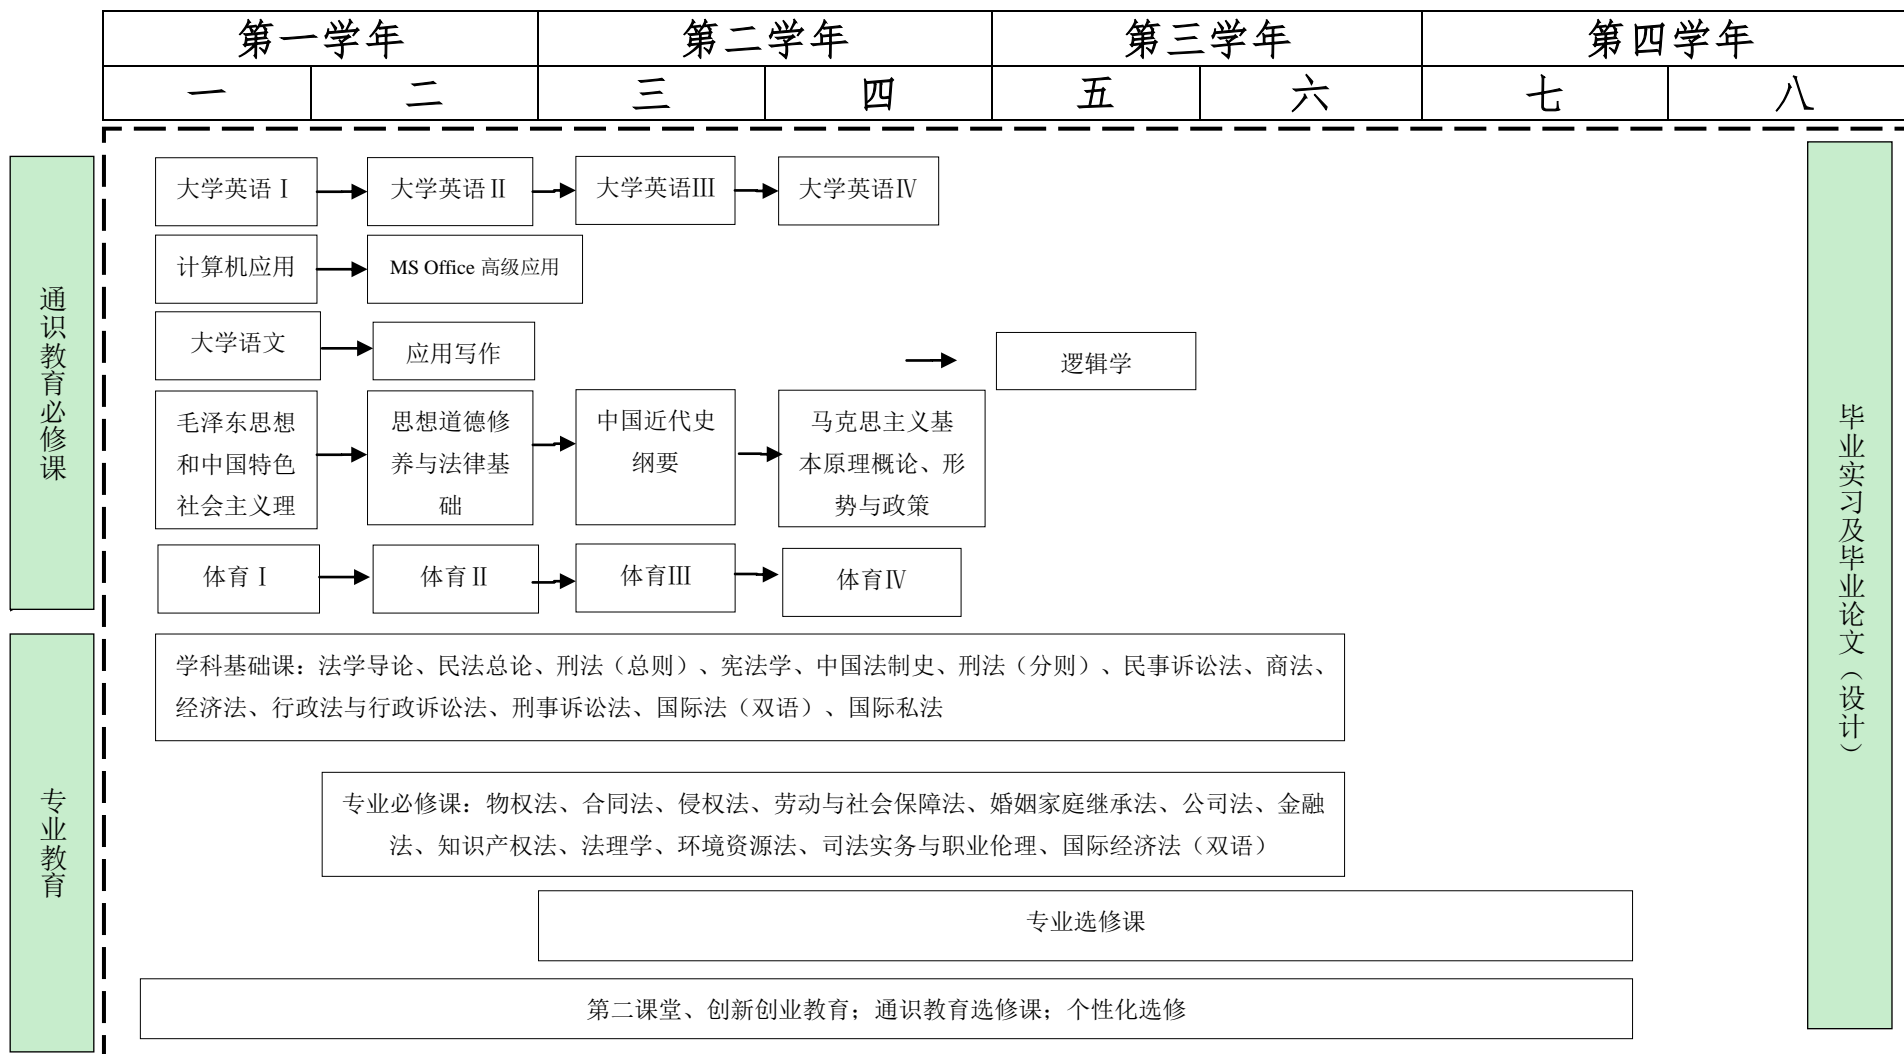 第一学年
第二学年
第三学年
第四学年
一
二
三
四
五
六
七
八
通识教育必修课
大学英语Ⅰ
大学英语Ⅱ
大学英语Ⅲ
大学英语Ⅳ
计算机应用
MS Office 高级应用
大学语文
应用写作
逻辑学
毛泽东思想
和中国特色
社会主义理
思想道德修
养与法律基
础
中国近代史
纲要
马克思主义基
本原理概论、形
势与政策
体育Ⅰ
体育Ⅱ
体育Ⅲ
体育Ⅳ
专业教育
学科基础课：法学导论、民法总论、刑法（总则）、宪法学、中国法制史、刑法（分则）、民事诉讼法、商法、
经济法、行政法与行政诉讼法、刑事诉讼法、国际法（双语）、国际私法
专业必修课：物权法、合同法、侵权法、劳动与社会保障法、婚姻家庭继承法、公司法、金融
法、知识产权法、法理学、环境资源法、司法实务与职业伦理、国际经济法（双语）
专业选修课
第二课堂、创新创业教育；通识教育选修课；个性化选修
毕业实习及毕业论文（设计）